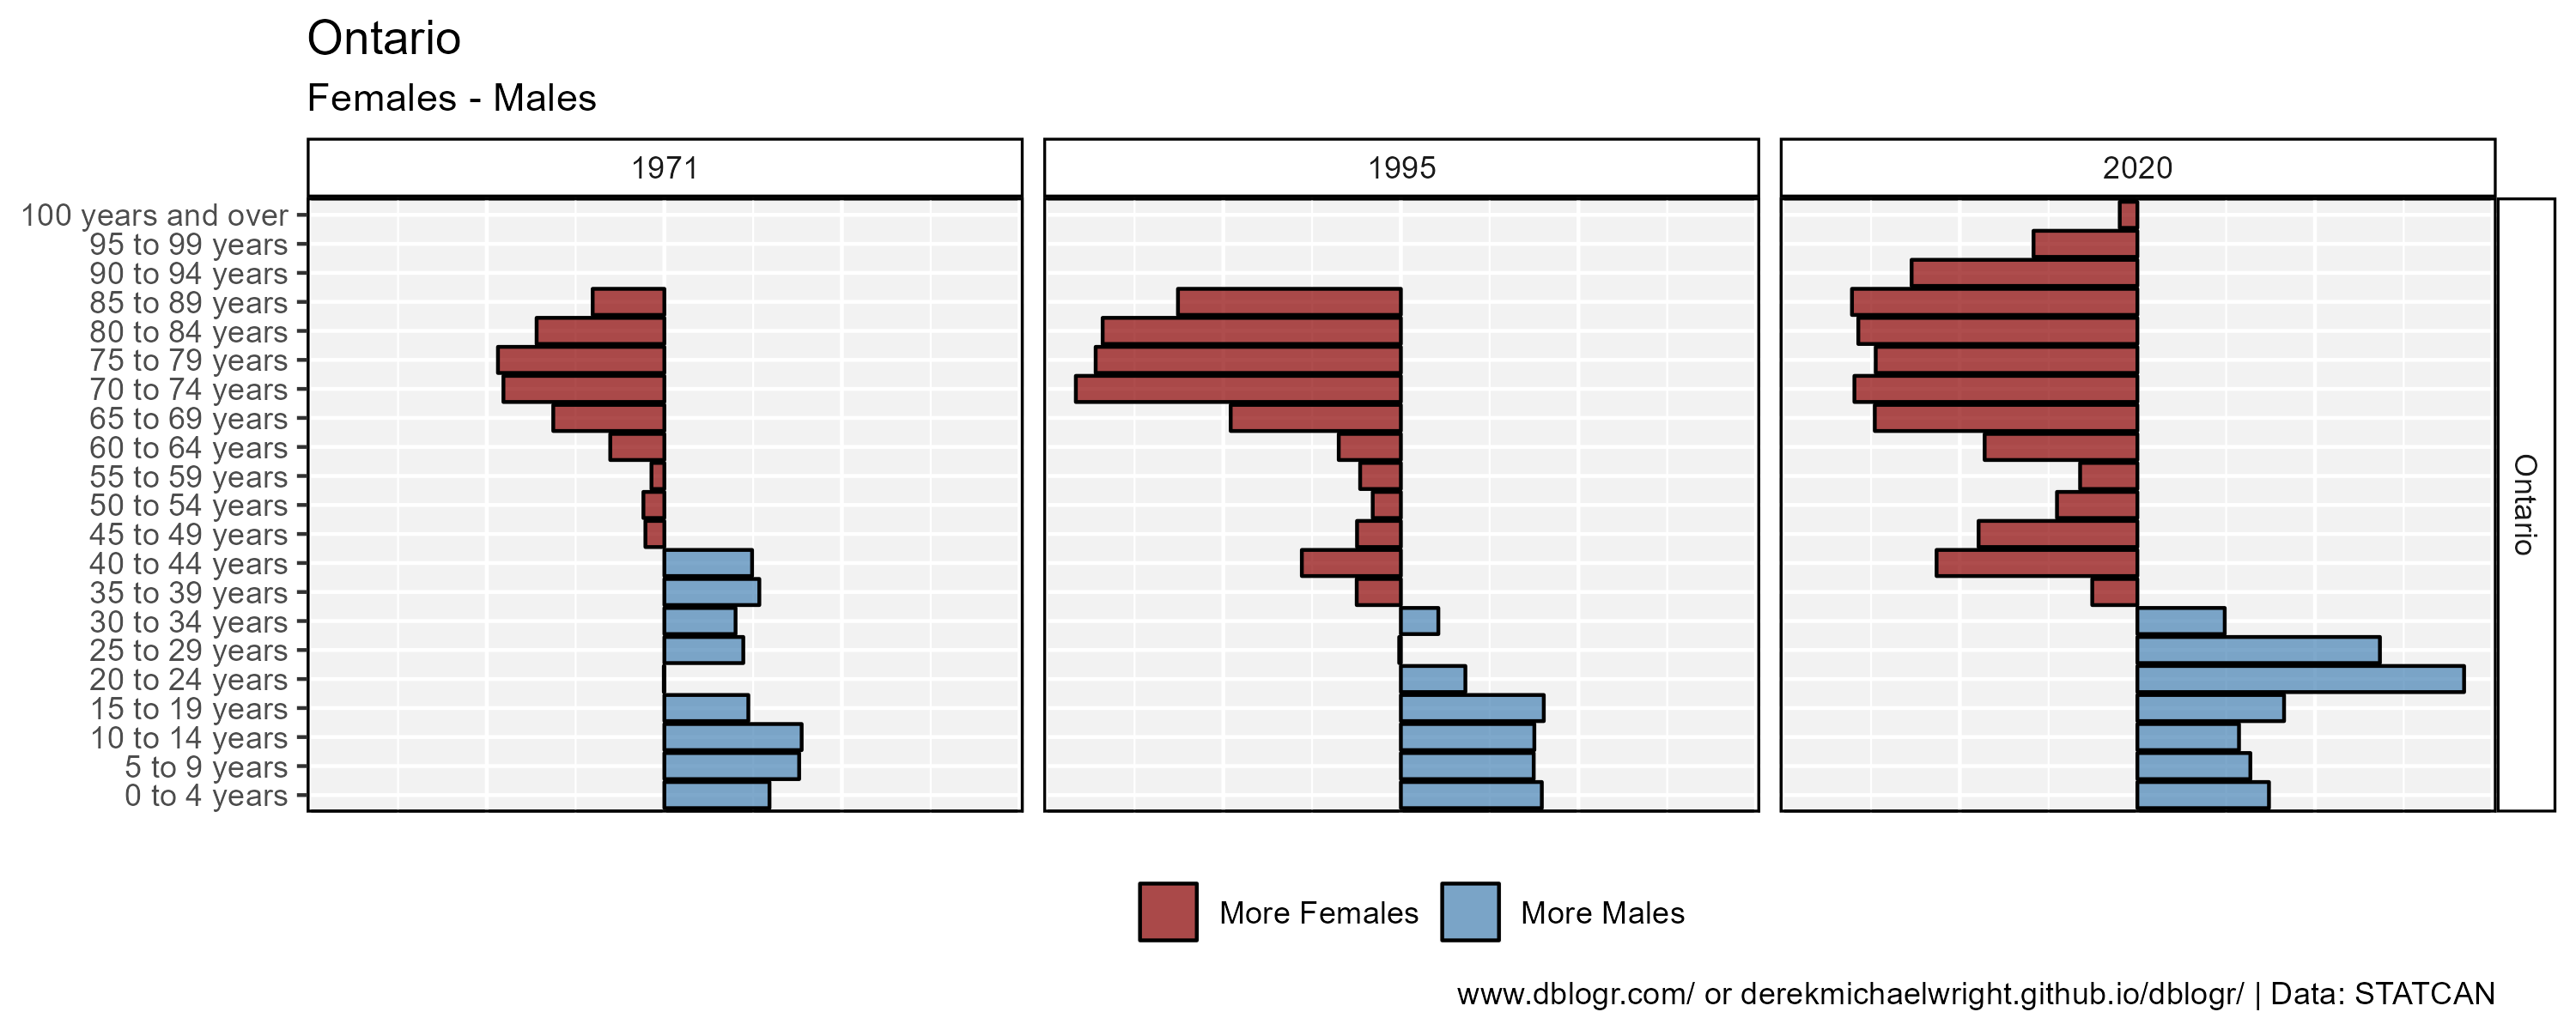 Ontario
Females - Males
1971
1995
2020
100 years and over
95 to 99 years
90 to 94 years
85 to 89 years
80 to 84 years
75 to 79 years
70 to 74 years
65 to 69 years
60 to 64 years
55 to 59 years
50 to 54 years
45 to 49 years
40 to 44 years
35 to 39 years
30 to 34 years
25 to 29 years
20 to 24 years
15 to 19 years
10 to 14 years
5 to 9 years
0 to 4 years
Ontario
More Females
More Males
www.dblogr.com/ or derekmichaelwright.github.io/dblogr/ | Data: STATCAN